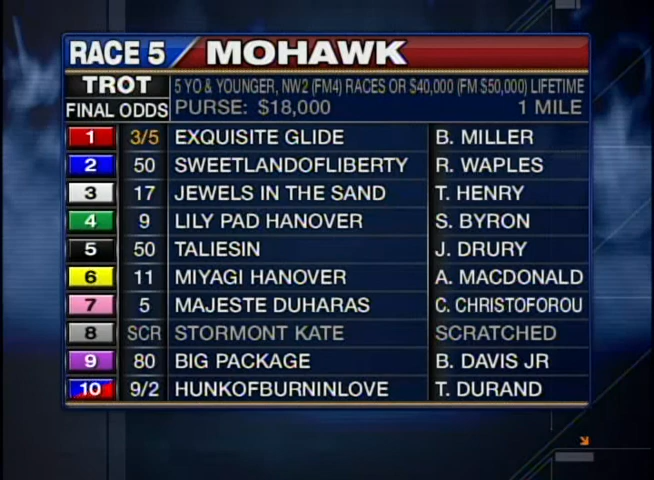 RACE 5 MOHAWK
TROT 5 YO & YOUNGER, NW2 (FM4) RACES OR $40,000 (FM $50,000) LIFETIME
FINAL ODDS PURSE: $18,000 1 MILE
1 3/5 EXQUISITE GLIDE B. MILLER
2 50 SWEETLANDOFLIBERTY R. WAPLES
3 17 JEWELS IN THE SAND T. HENRY
4 9 LILY PAD HANOVER S. BYRON
5 50 TALIESIN J. DRURY
6 11 MIYAGI HANOVER A. MACDONALD
7 5 MAJESTE DUHARAS C. CHRISTOFOROU
8 SCR STORMONT KATE SCRATCHED
9 80 BIG PACKAGE B. DAVIS JR
10 9/2 HUNKOFBURNINLOVE T. DURAND